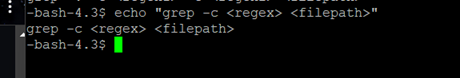 -bash-4.3$ echo "grep -c <regex> <filepath>"
grep -c <regex> <filepath>
-bash-4.3$